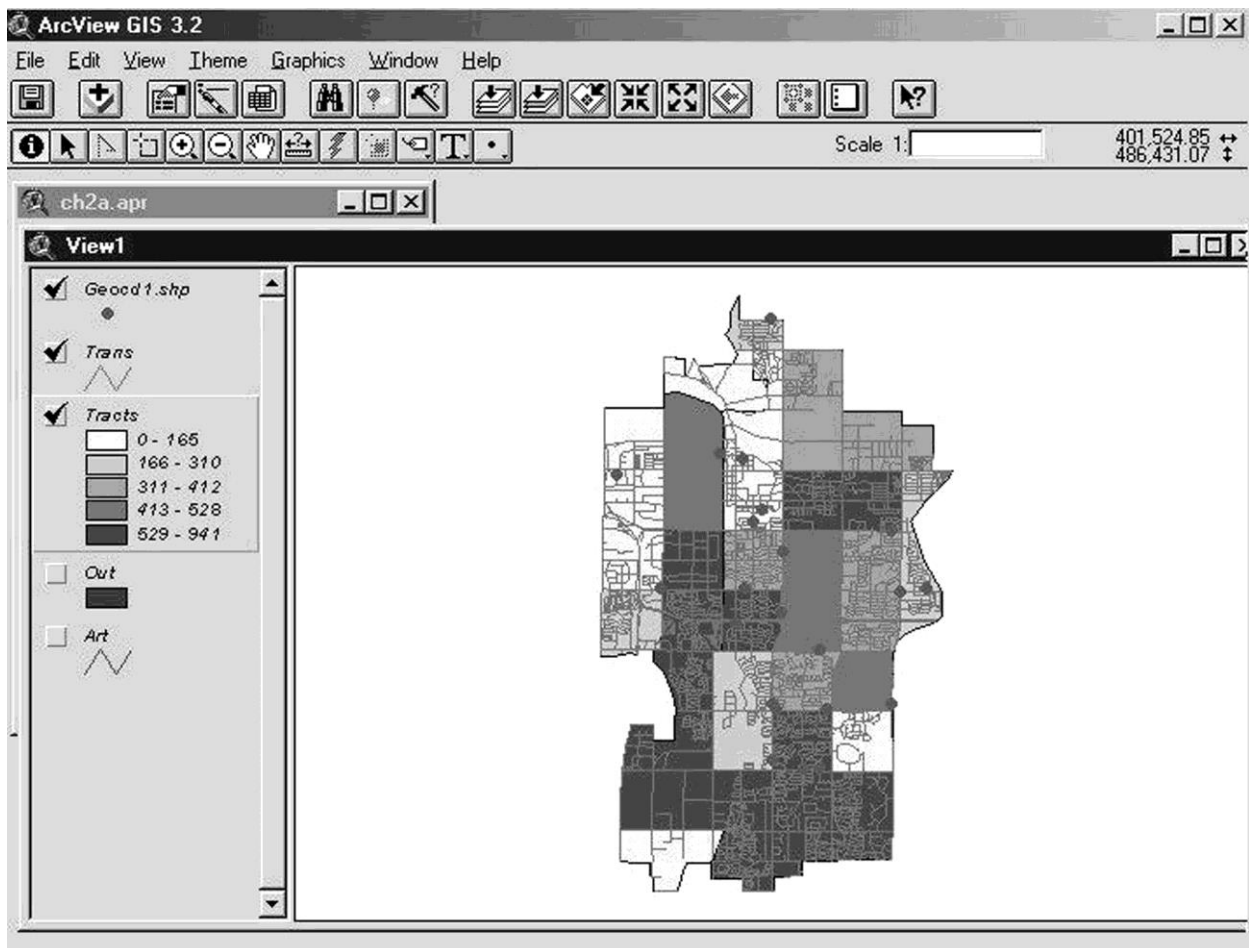 ArcView GIS 3.2
File Edit View Theme Graphics Window Help
Scale 1:
401,524.85
486,431.07
ch2a.apr
View1
Geocd1.shp
Trans
Tracts
0 - 165
166 - 310
311 - 412
413 - 528
529 - 941
Out
Art